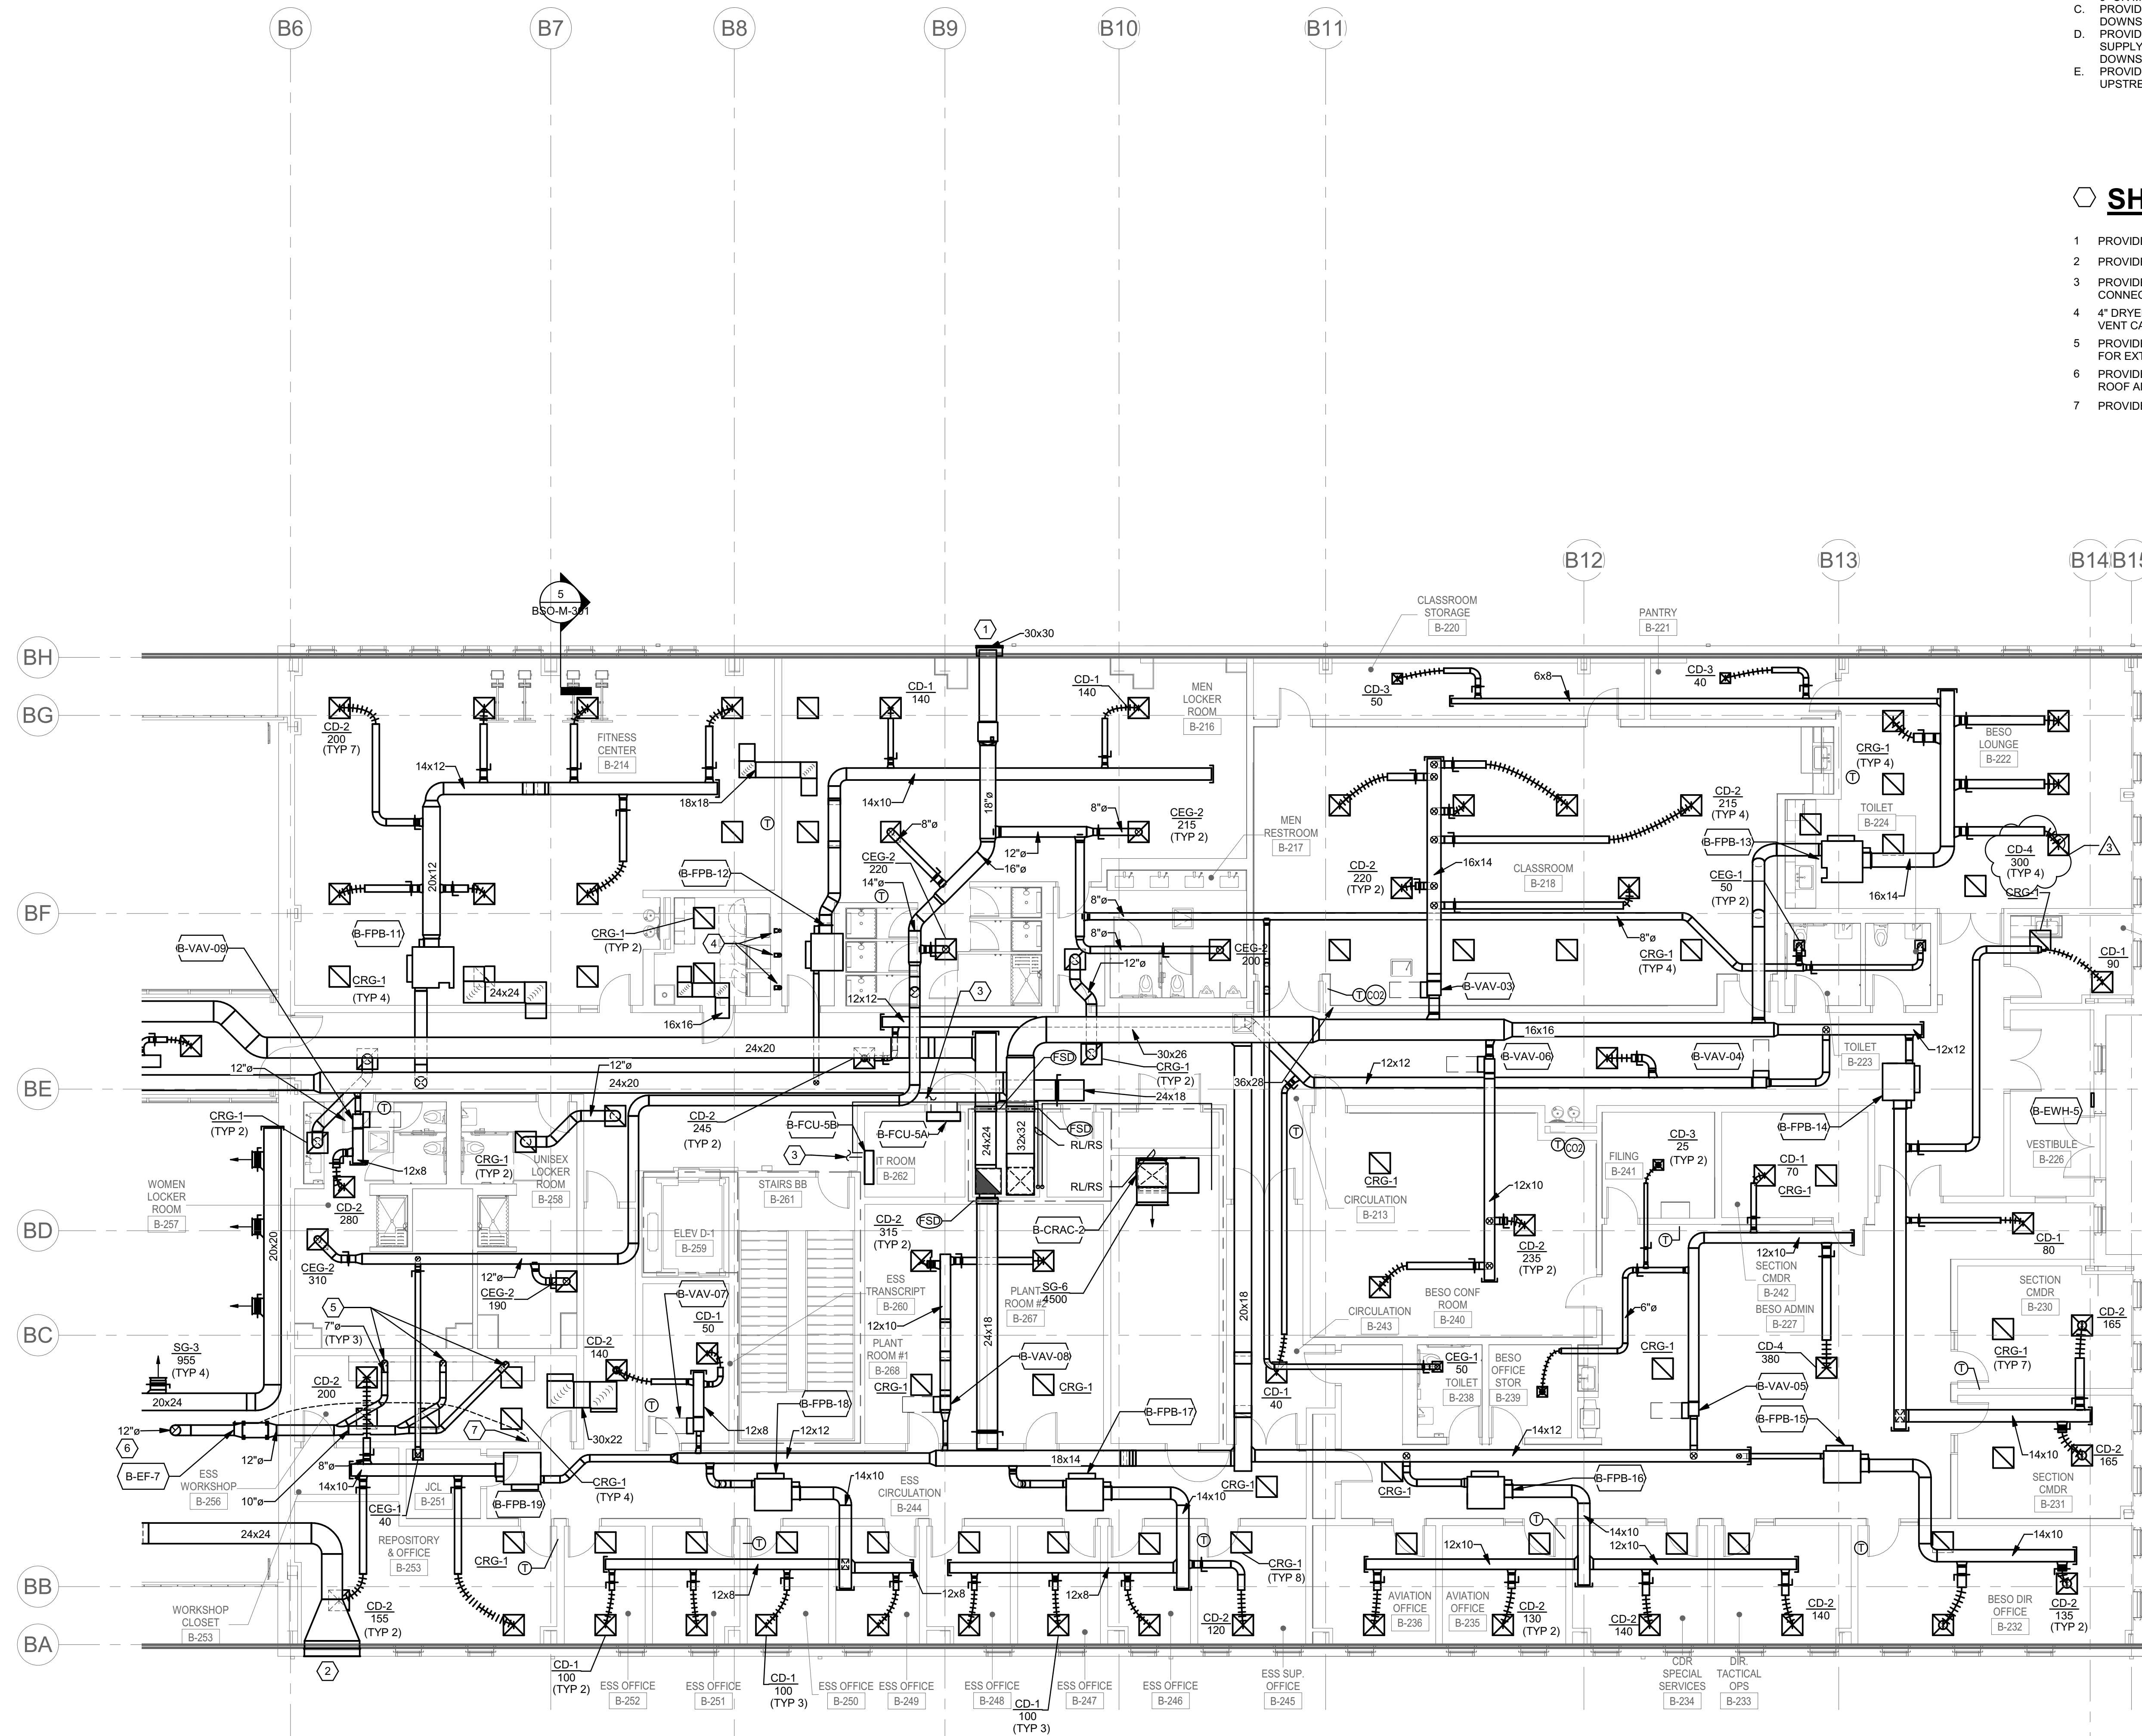 B6
B7
B8
B9
B10
B11
C. PROVID
DOWNS
D. PROVID
SUPPLY
DOWNS
E. PROVID
UPSTRE
SH
1 PROVID
2 PROVID
3 PROVID
CONNEC
4 4" DRYE
VENT CA
5 PROVID
FOR EXT
6 PROVID
ROOF A
7 PROVID
B12
B13
B14
B15
5
BSO-M-301
1
30x30
CLASSROOM
STORAGE
B-220
PANTRY
B-221
BH
BG
CD-2
200
(TYP 7)
14x12
FITNESS
CENTER
B-214
18x18
CD-1
140
CD-1
140
MEN
LOCKER
ROOM
B-216
CD-3
50
6x8
CD-3
40
CRG-1
(TYP 4)
BESO
LOUNGE
B-222
T
14x10
18"ø
8"ø
CEG-2
215
(TYP 2)
MEN
RESTROOM
B-217
CD-2
215
(TYP 4)
TOILET
B-224
T
8"ø
12"ø
16"ø
20x12
B-FPB-12
CEG-2
220
14"ø
T
CD-2
220
(TYP 2)
16x14
CLASSROOM
B-218
B-FPB-13
CEG-1
50
(TYP 2)
16x14
CD-4
300
(TYP 4)
3
CRG-1
BF
B-VAV-09
B-FPB-11
CRG-1
(TYP 2)
4
8"ø
8"ø
CEG-2
200
8"ø
CRG-1
(TYP 4)
CD-1
90
CRG-1
(TYP 4)
24x24
16x16
12x12
3
12"ø
T
CO2
B-VAV-03
24x20
16x16
12"ø
12"ø
24x20
FSD
30x26
CRG-1
(TYP 2)
36x28
12x12
B-VAV-06
B-VAV-04
TOILET
B-223
12x12
BE
CRG-1
(TYP 2)
T
CD-2
245
(TYP 2)
B-FCU-5B
B-FCU-5A
24x24
32x32
FSD
RL/RS
24x18
T
T
CO2
B-FPB-14
B-EWH-5
12x8
CRG-1
(TYP 2)
UNISEX
LOCKER
ROOM
B-258
3
IT ROOM
B-262
RL/RS
CRG-1
12x10
FILING
B-241
CD-3
25
(TYP 2)
CD-1
70
CRG-1
VESTIBULE
B-226
WOMEN
LOCKER
ROOM
B-257
CD-2
280
STAIRS BB
B-261
CIRCULATION
B-213
BD
20x20
ELEV D-1
B-259
FSD
CD-2
315
(TYP 2)
B-CRAC-2
CD-2
235
(TYP 2)
T
12x10
SECTION
CMDR
B-242
CD-1
80
CEG-2
310
12"ø
CEG-2
190
B-VAV-07
ESS
TRANSCRIPT
B-260
PLANT
ROOM #2
B-267
SG-6
4500
BESO CONF
ROOM
B-240
6"ø
BESO ADMIN
B-227
SECTION
CMDR
B-230
5
7"ø
(TYP 3)
CD-1
50
12x10
24x18
20x18
CIRCULATION
B-243
CD-2
165
BC
SG-3
955
(TYP 4)
20x24
CD-2
200
CD-2
140
PLANT
ROOM #1
B-268
CRG-1
B-VAV-08
CRG-1
CD-1
40
CEG-1
50
TOILET
B-238
BESO
OFFICE
STOR
B-239
CRG-1
CD-4
380
B-VAV-05
CRG-1
(TYP 7)
T
12"ø
6
B-EF-7
12"ø
7
30x22
T
12x8
B-FPB-18
12x12
B-FPB-17
18x14
14x12
B-FPB-15
14x10
CD-2
165
ESS
WORKSHOP
B-256
8"ø
14x10
10"ø
JCL
B-251
B-FPB-19
CRG-1
(TYP 4)
14x10
ESS
CIRCULATION
B-244
14x10
CRG-1
CRG-1
B-FPB-16
SECTION
CMDR
B-231
24x24
CEG-1
40
REPOSITORY
& OFFICE
B-253
CRG-1
T
T
T
T
12x10
14x10
12x10
T
14x10
BB
12x8
12x8
12x8
CRG-1
(TYP 8)
WORKSHOP
CLOSET
B-253
CD-2
155
(TYP 2)
CD-2
120
AVIATION
OFFICE
B-236
AVIATION
OFFICE
B-235
CD-2
130
(TYP 2)
CD-2
140
CD-2
140
BESO DIR
OFFICE
B-232
CD-2
135
(TYP 2)
BA
2
CD-1
100
(TYP 2)
ESS OFFICE
B-252
ESS OFFICE
B-251
CD-1
100
(TYP 3)
ESS OFFICE
B-250
ESS OFFICE
B-249
ESS OFFICE
B-248
CD-1
100
(TYP 3)
ESS OFFICE
B-247
ESS OFFICE
B-246
ESS SUP.
OFFICE
B-245
CDR
SPECIAL
SERVICES
B-234
DIR.
TACTICAL
OPS
B-233